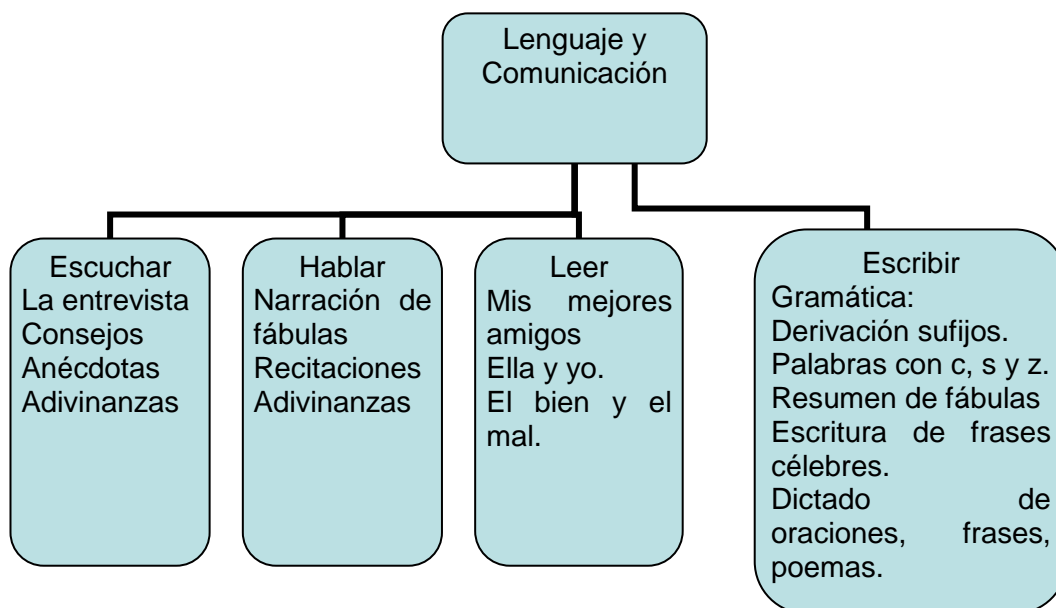 Lenguaje y
Comunicación
Escuchar
La entrevista
Consejos
Anécdotas
Adivinanzas
Hablar
Narración de
fábulas
Recitaciones
Adivinanzas
Leer
Mis mejores
amigos
Ella y yo.
El bien y el
mal.
Escribir
Gramática:
Derivación sufijos.
Palabras con c, s y z.
Resumen de fábulas
Escritura de frases
célebres.
Dictado de
oraciones, frases,
poemas.